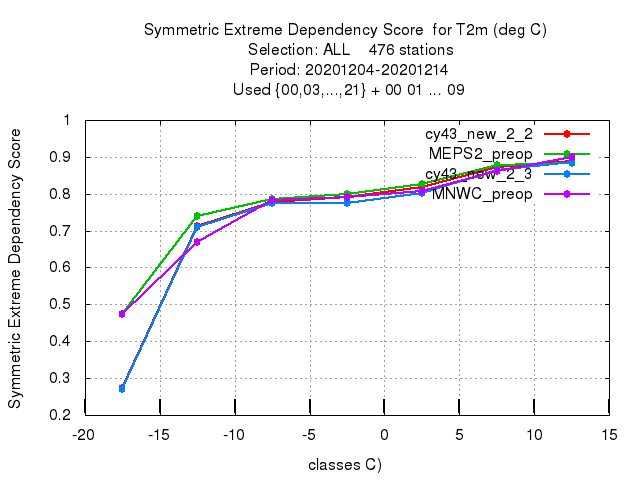 Symmetric Extreme Dependency Score for T2m (deg C)
Selection: ALL 476 stations
Period: 20201204-20201214
Used {00,03,...,21} + 00 01 ... 09
Symmetric Extreme Dependency Score
1
0.9
0.8
0.7
0.6
0.5
0.4
0.3
0.2
cy43_new_2_2
MEPS2_preop
cy43_new_2_3
MNWC_preop
-20 -15 -10 -5 0 5 10 15
classes C)